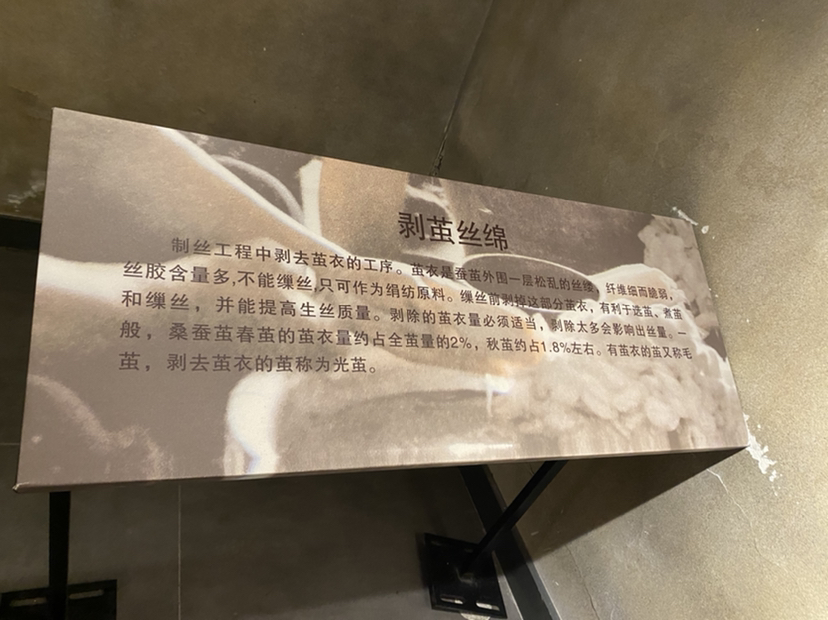 剥茧丝绵
制丝工程中剥去茧衣的工序。茧衣是蚕茧外围一层松乱的丝缕，纤维细而脆弱，
丝胶含量多,不能缫丝,只可作为绢纺原料。缫丝前剥掉这部分茧衣，有利于选茧、煮茧
和缫丝，并能提高生丝质量。剥除的茧衣量必须适当，剥除太多会影响出丝量。一
般，桑蚕茧春茧的茧衣量约占全茧量的2%，秋茧约占1.8%左右。有茧衣的茧又称毛
茧，剥去茧衣的茧称为光茧。